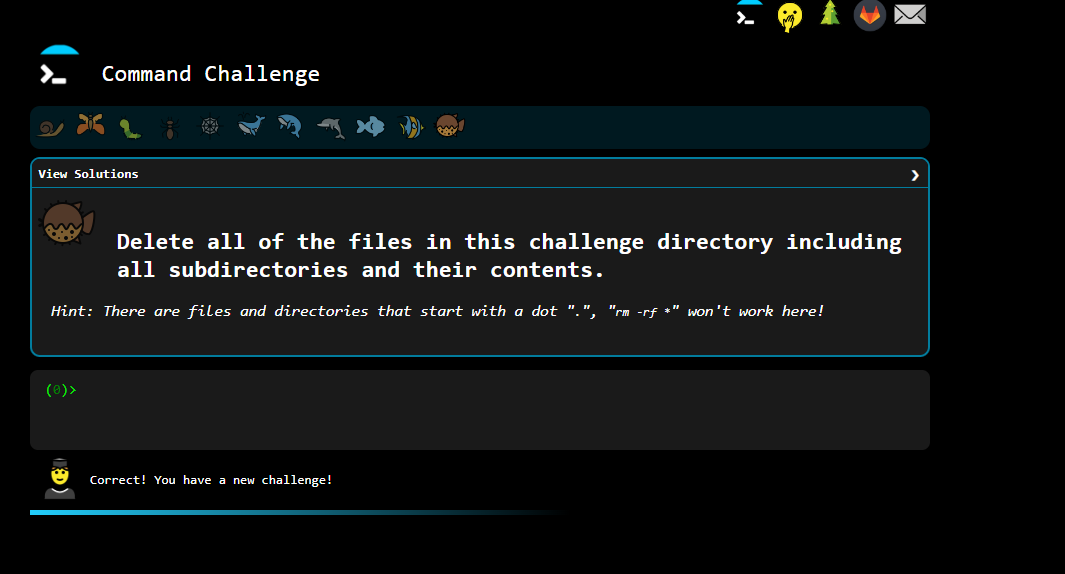 Command Challenge
View Solutions
Delete all of the files in this challenge directory including
all subdirectories and their contents.
Hint: There are files and directories that start with a dot ".", "rm -rf *" won't work here!
(0)>
Correct! You have a new challenge!